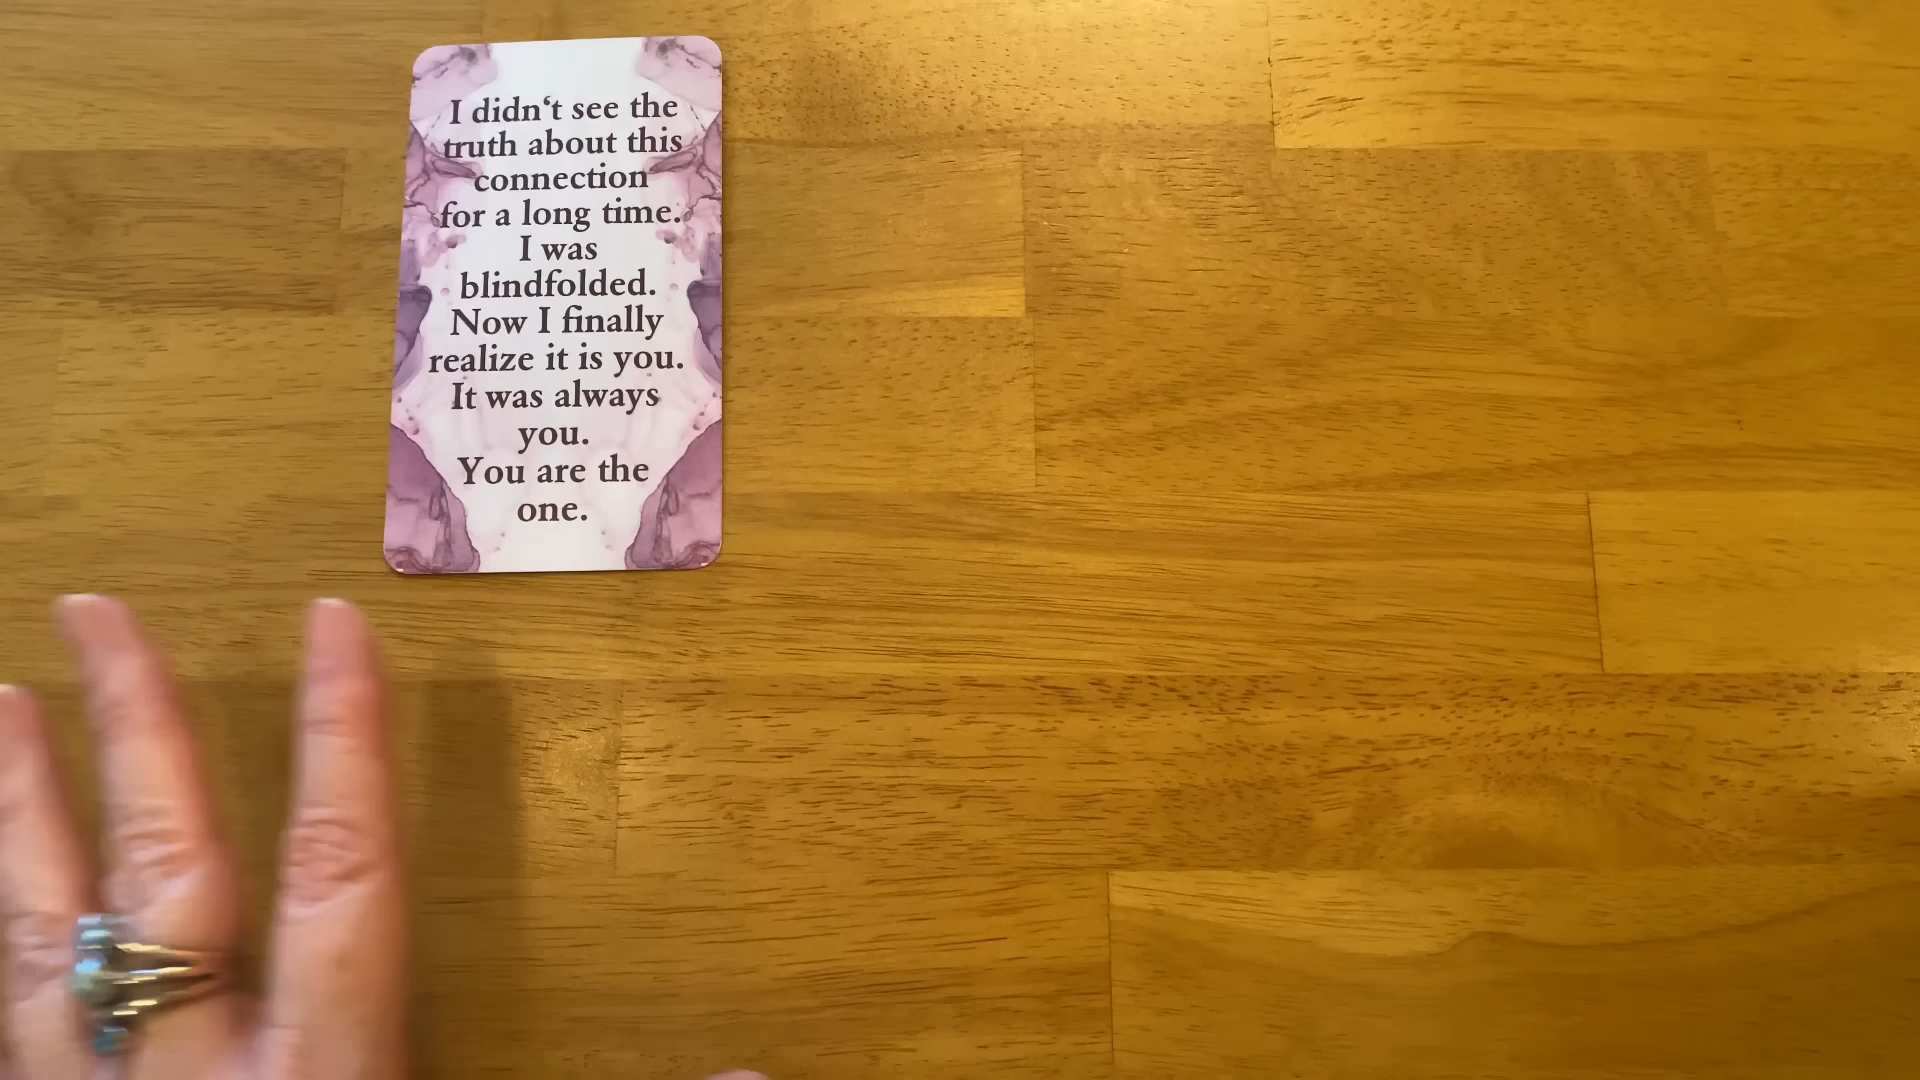 I didn‘t see the
truth about this
connection
for a long time.
I was
blindfolded.
Now I finally
realize it is you.
It was always
you.
You are the
one.